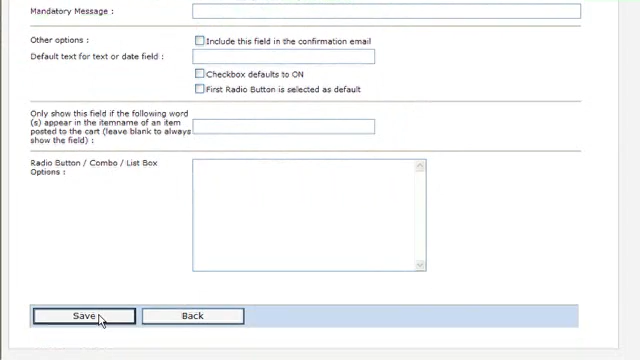 Mandatory Message :
Other options :
Include this field in the confirmation email
Default text for text or date field :
Checkbox defaults to ON
First Radio Button is selected as default
Only show this field if the following word
(s) appear in the itemname of an item
posted to the cart (leave blank to always
show the field) :
Radio Button / Combo / List Box
Options :
Save
Back